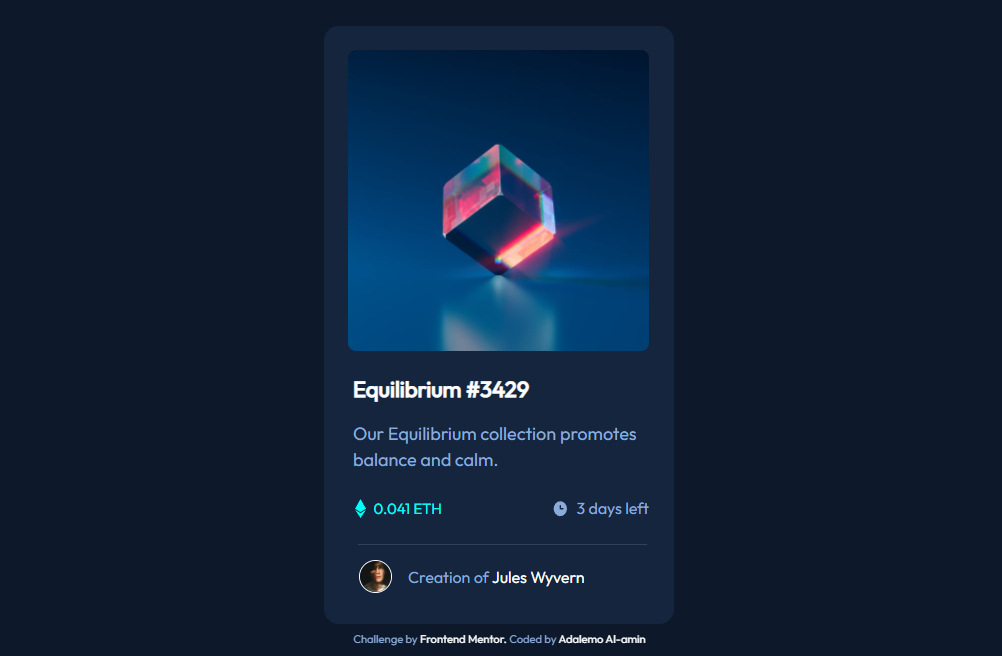 Equilibrium #3429
Our Equilibrium collection promotes
balance and calm.
0.041 ETH
3 days left
Creation of Jules Wyvern
Challenge by Frontend Mentor. Coded by Adalemo Al-amin